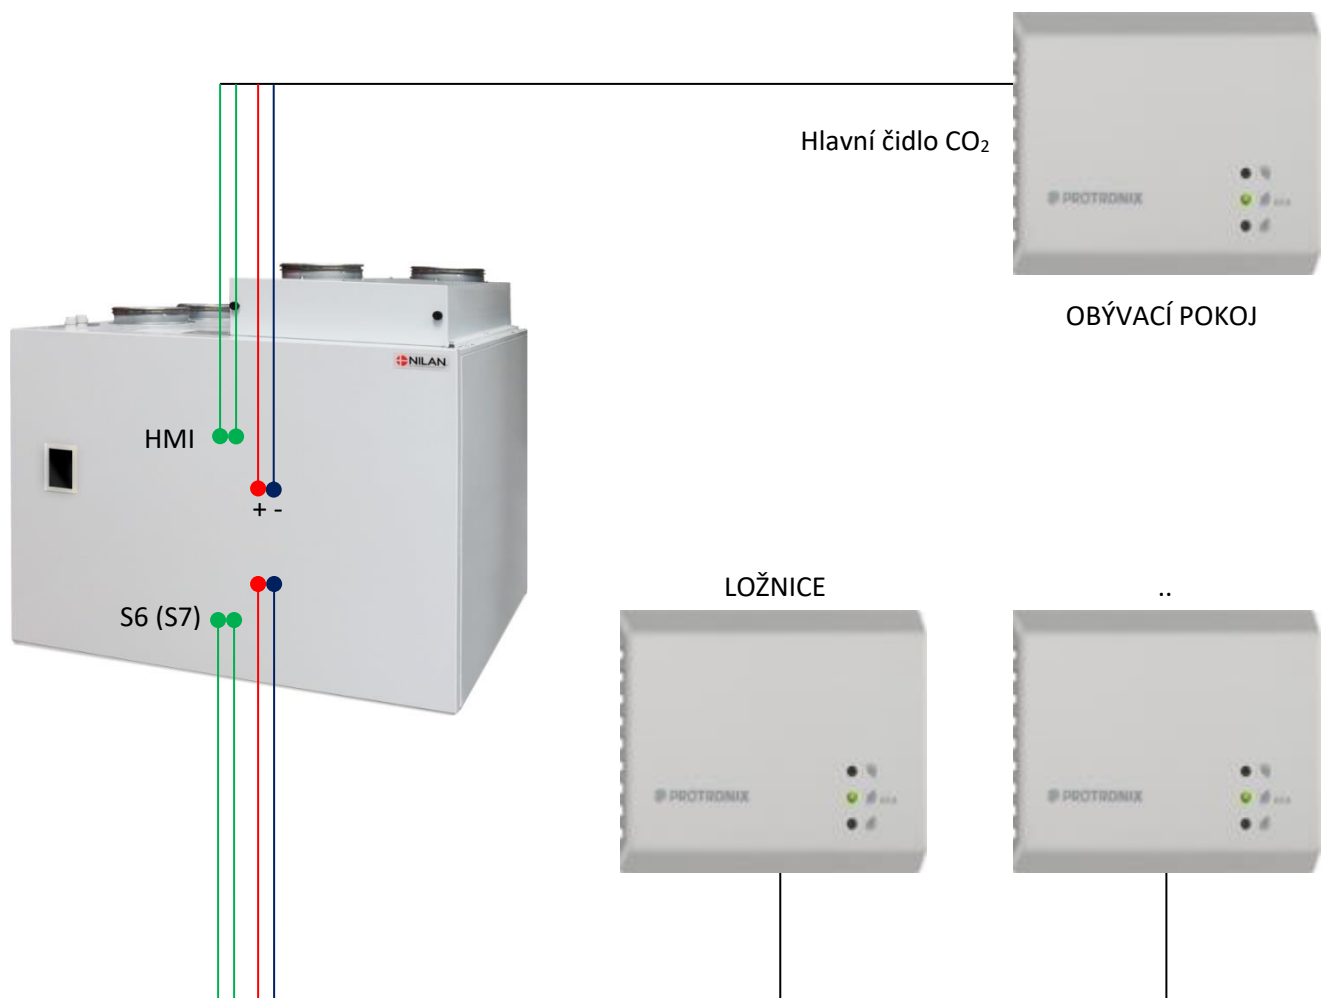 Hlavní čidlo CO₂
PROTRONIX
OBÝVACÍ POKOJ
NILAN
HMI
+ -
S6 (S7)
LOŽNICE
..
PROTRONIX
PROTRONIX